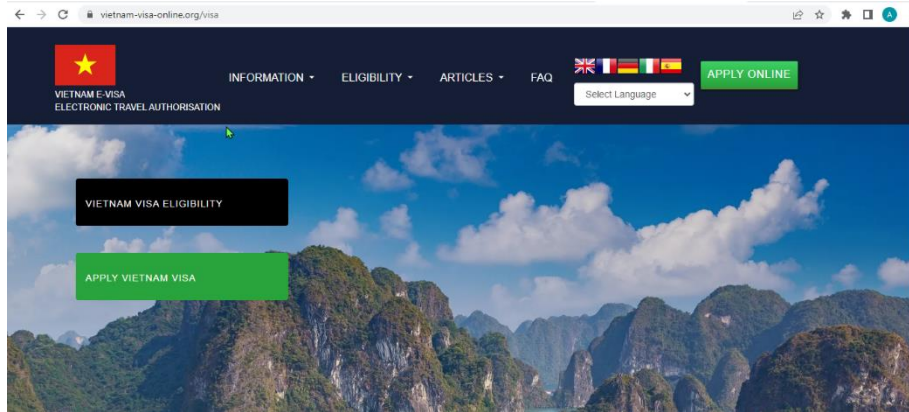 vietnam-visa-online.org/visa
A
VIETNAM E-VISA
ELECTRONIC TRAVEL AUTHORISATION
INFORMATION
ELIGIBILITY
ARTICLES
FAQ
Select Language
APPLY ONLINE
VIETNAM VISA ELIGIBILITY
APPLY VIETNAM VISA